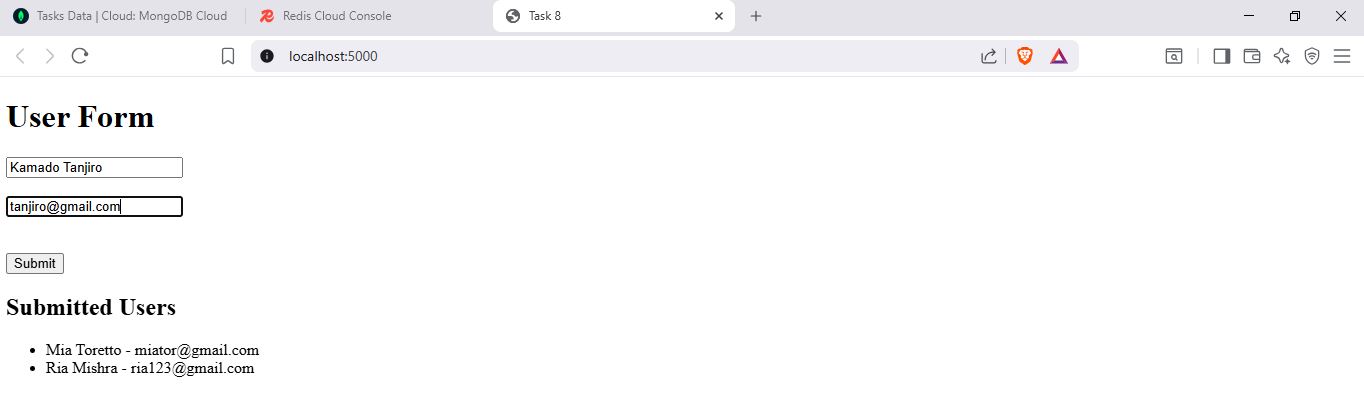 Tasks Data | Cloud: MongoDB Cloud
Redis Cloud Console
Task 8
localhost:5000
User Form
Kamado Tanjiro
tanjiro@gmail.com
Submit
Submitted Users
Mia Toretto - miator@gmail.com
Ria Mishra - ria123@gmail.com